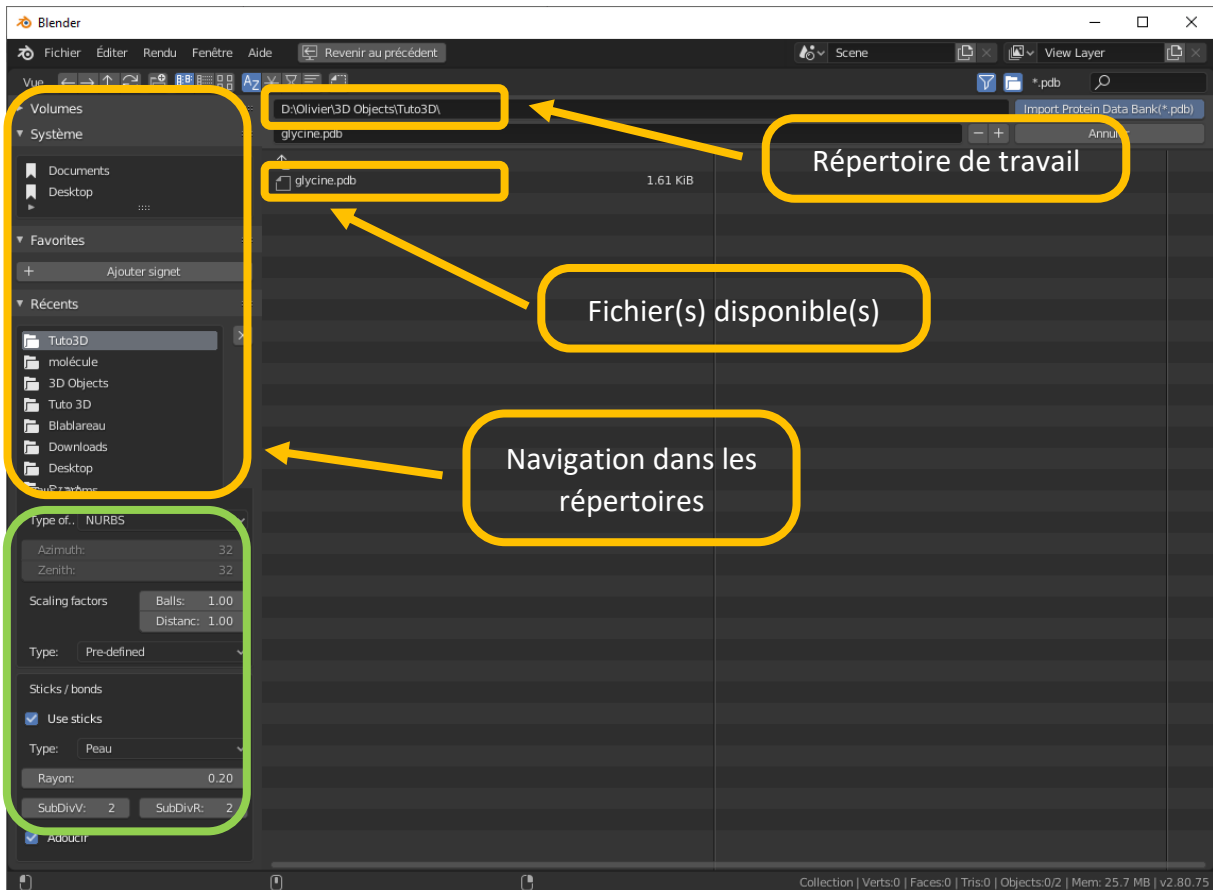 Blender
Fichier Éditer Rendu Fenêtre Aide Revenir au précédent Scene View Layer
Vue *.pdb
Volumes D:\Olivier\3D Objects\Tuto3D\ Import Protein Data Bank(*.pdb)
Système glycine.pdb Annuler
Répertoire de travail
Documents glycine.pdb 1.61 KiB
Desktop
Favorites
Ajouter signet
Récents
Fichier(s) disponible(s)
Tuto3D
molécule
3D Objects
Tuto 3D
Blablareau
Downloads
Desktop
Navigation dans les
répertoires
Type of.. NURBS
Azimuth: 32
Zenith: 32
Scaling factors Balls: 1.00
Distanc: 1.00
Type: Pre-defined
Sticks / bonds
Use sticks
Type: Peau
Rayon: 0.20
SubDivV: 2 SubDivR: 2
Adoucir
Collection | Verts:0 | Faces:0 | Tris:0 | Objects:0/2 | Mem: 25.7 MB | v2.80.75